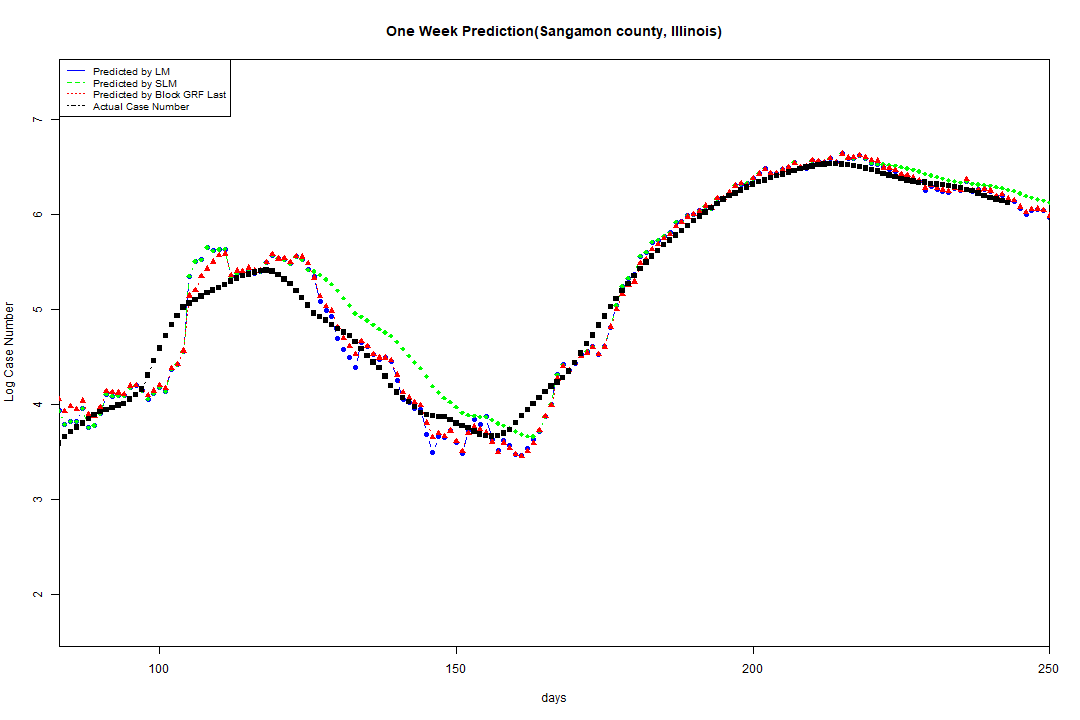 One Week Prediction(Sangamon county, Illinois)
Predicted by LM
Predicted by SLM
Predicted by Block GRF Last
Actual Case Number
7
6
5
4
3
2
Log Case Number
100 150 200 250
days